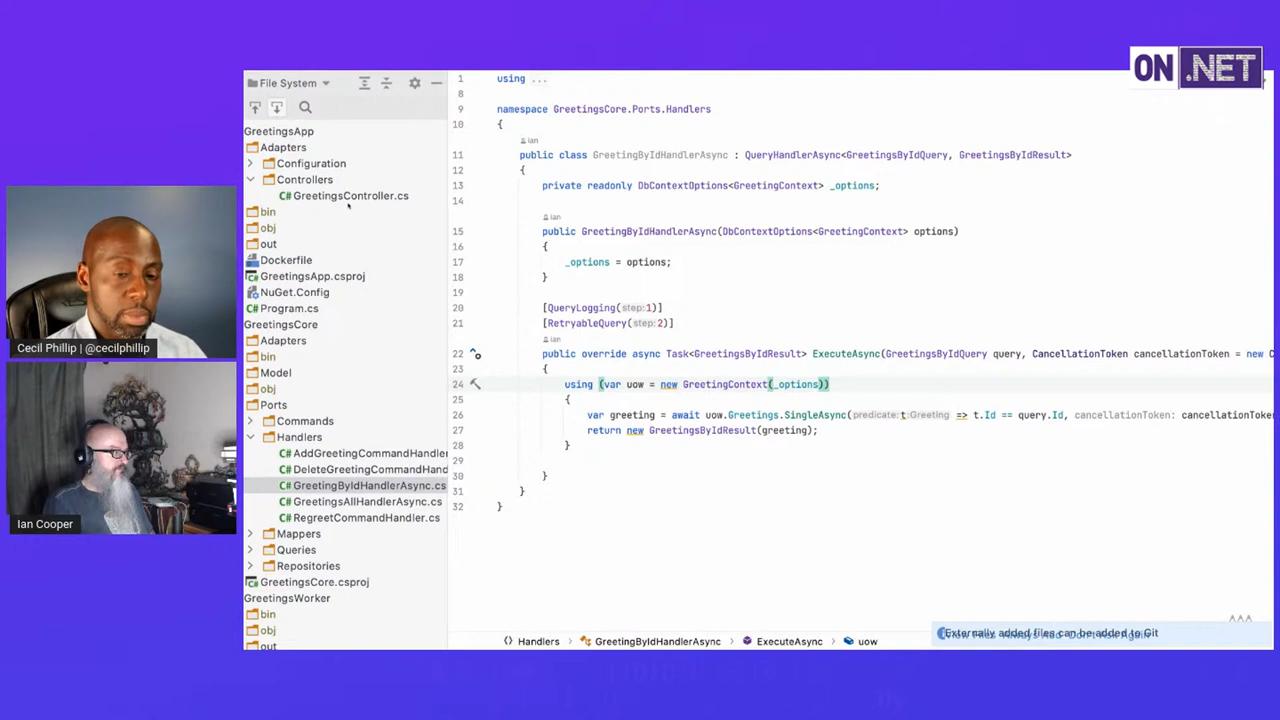 ON .NET
File System
GreetingsApp
Adapters
Configuration
Controllers
C# GreetingsController.cs
bin
obj
out
Dockerfile
GreetingsApp.csproj
NuGet.Config
C# Program.cs
GreetingsCore
Adapters
bin
Model
obj
Ports
Commands
Handlers
C# AddGreetingCommandHandler
C# DeleteGreetingCommandHand
C# GreetingByIdHandlerAsync.cs
C# GreetingsAllHandlerAsync.cs
C# RegreetCommandHandler.cs
Mappers
Queries
Repositories
GreetingsCore.csproj
GreetingsWorker
bin
obj
out
1 using ...
8
9 namespace GreetingsCore.Ports.Handlers
10 {
ian
11 public class GreetingByIdHandlerAsync : QueryHandlerAsync<GreetingsByIdQuery, GreetingsByIdResult>
12 {
13 private readonly DbContextOptions<GreetingContext> _options;
14
ian
15 public GreetingByIdHandlerAsync(DbContextOptions<GreetingContext> options)
16 {
17 _options = options;
18 }
19
20 [QueryLogging(step:1)]
21 [RetryableQuery(step:2)]
ian
22 public override async Task<GreetingsByIdResult> ExecuteAsync(GreetingsByIdQuery query, CancellationToken cancellationToken = new C
23 {
24 using (var uow = new GreetingContext(_options))
25 {
26 var greeting = await uow.Greetings.SingleAsync(predicate: t:Greeting => t.Id == query.Id, cancellationToken: cancellationToken
27 return new GreetingsByIdResult(greeting);
28 }
29
30 }
31 }
32 }
Handlers GreetingByIdHandlerAsync ExecuteAsync uow
Externally added files can be added to Git
Cecil Phillip | @cecilphillip
Ian Cooper